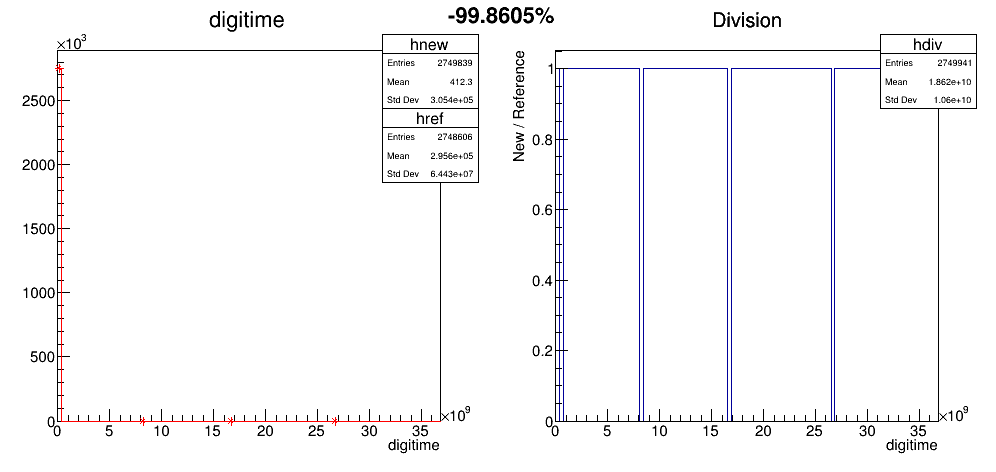 -99.8605%
digitime
×10³
hnew
Entries 2749839
Mean 412.3
Std Dev 3.054e+05
href
Entries 2748606
Mean 2.956e+05
Std Dev 6.443e+07
2500
2000
1500
1000
500
0
0 5 10 15 20 25 30 35
×10⁹
digitime
Division
hdiv
Entries 2749941
Mean 1.862e+10
Std Dev 1.06e+10
New / Reference
1
0.8
0.6
0.4
0.2
0
0 5 10 15 20 25 30 35
×10⁹
digitime